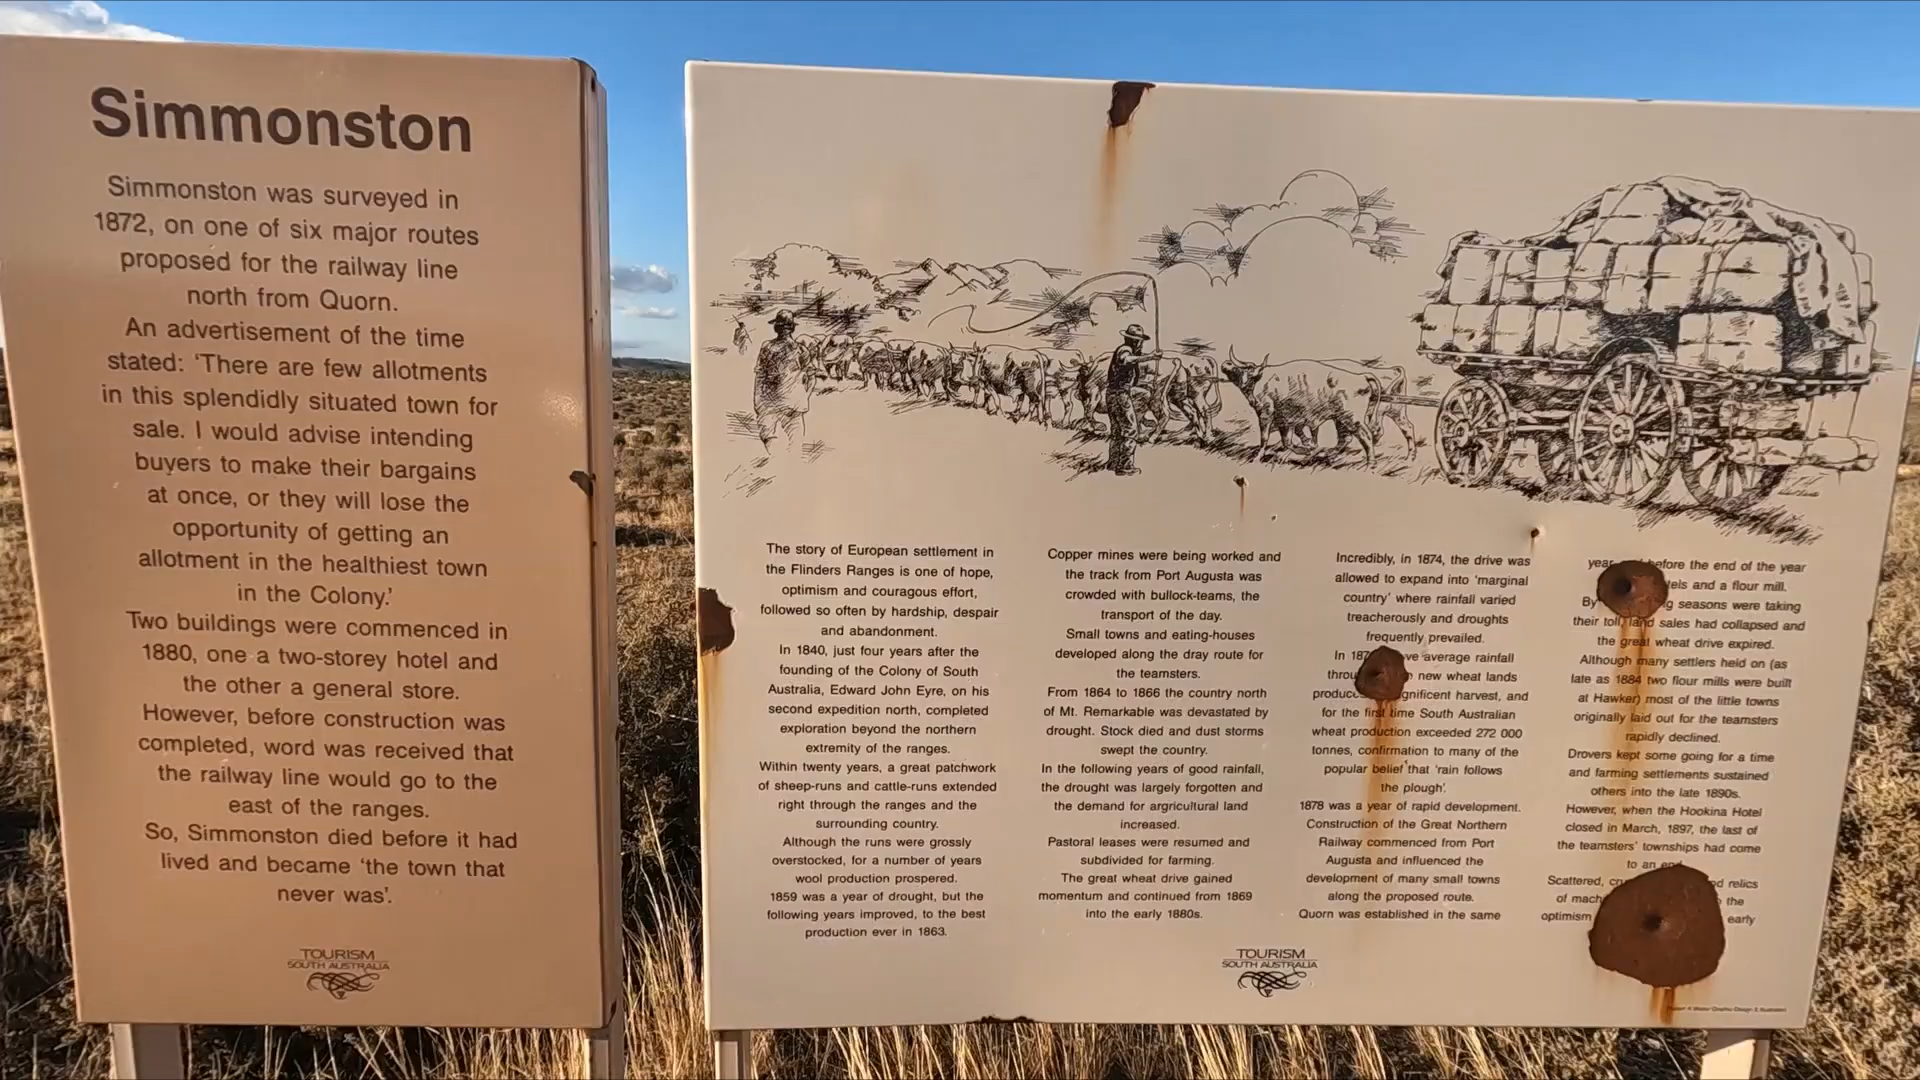 Simmonston
Simmonston was surveyed in
1872, on one of six major routes
proposed for the railway line
north from Quorn.
An advertisement of the time
stated: 'There are few allotments
in this splendidly situated town for
sale. I would advise intending
buyers to make their bargains
at once, or they will lose the
opportunity of getting an
allotment in the healthiest town
in the Colony.'
Two buildings were commenced in
1880, one a two-storey hotel and
the other a general store.
However, before construction was
completed, word was received that
the railway line would go to the
east of the ranges.
So, Simmonston died before it had
lived and became 'the town that
never was'.
TOURISM
SOUTH AUSTRALIA
The story of European settlement in
the Flinders Ranges is one of hope,
optimism and couragous effort,
followed so often by hardship, despair
and abandonment.
In 1840, just four years after the
founding of the Colony of South
Australia, Edward John Eyre, on his
second expedition north, completed
exploration beyond the northern
extremity of the ranges.
Within twenty years, a great patchwork
of sheep-runs and cattle-runs extended
right through the ranges and the
surrounding country.
Although the runs were grossly
overstocked, for a number of years
wool production prospered.
1859 was a year of drought, but the
following years improved, to the best
production ever in 1863.
Copper mines were being worked and
the track from Port Augusta was
crowded with bullock-teams, the
transport of the day.
Small towns and eating-houses
developed along the dray route for
the teamsters.
From 1864 to 1866 the country north
of Mt. Remarkable was devastated by
drought. Stock died and dust storms
swept the country.
In the following years of good rainfall,
the drought was largely forgotten and
the demand for argricultural land
increased.
Pastoral leases were resumed and
subdivided for farming.
The great wheat drive gained
momentum and continued from 1869
into the early 1880s.
Incredibly, in 1874, the drive was
allowed to expand into 'marginal
country' where rainfall varied
treacherously and droughts
frequently prevailed.
In average rainfall
new wheat lands
and
for the first time South Australian
wheat production exceeded 272 000
tonnes, confirmation to many of the
popular belief that 'rain follows
the plough'.
1878 was a year of rapid development.
Construction of the Great Northern
Railway commenced from Port
Augusta and influenced the
development of many small towns
along the proposed route.
Quorn was established in the same
year before the end of the year
and a flour mill.
By seasons were taking
their toll, land sales had collapsed and
the great wheat drive expired.
Although many settlers held on (as
late as 1884 two flour mills were built
at Hawker) most of the little towns
originally laid out for the teamsters
rapidly declined.
Drovers kept some going for a time
and farming settlements sustained
others into the late 1890s.
However, when the Hookina Hotel
closed in March, 1897, the last of
the teamsters' townships had come
to an end.
Scattered, relics
of the
optimism early
TOURISM
SOUTH AUSTRALIA